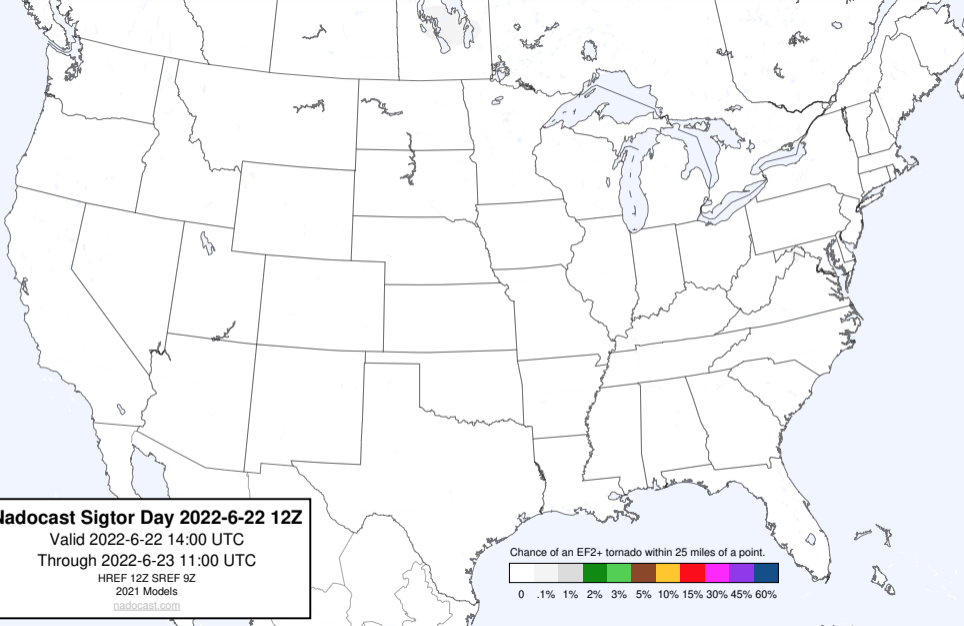 Nadocast Sigtor Day 2022-6-22 12Z
Valid 2022-6-22 14:00 UTC
Through 2022-6-23 11:00 UTC
HREF 12Z SREF 9Z
2021 Models
nadocast.com
Chance of an EF2+ tornado within 25 miles of a point.
0 .1% 1% 2% 3% 5% 10% 15% 30% 45% 60%